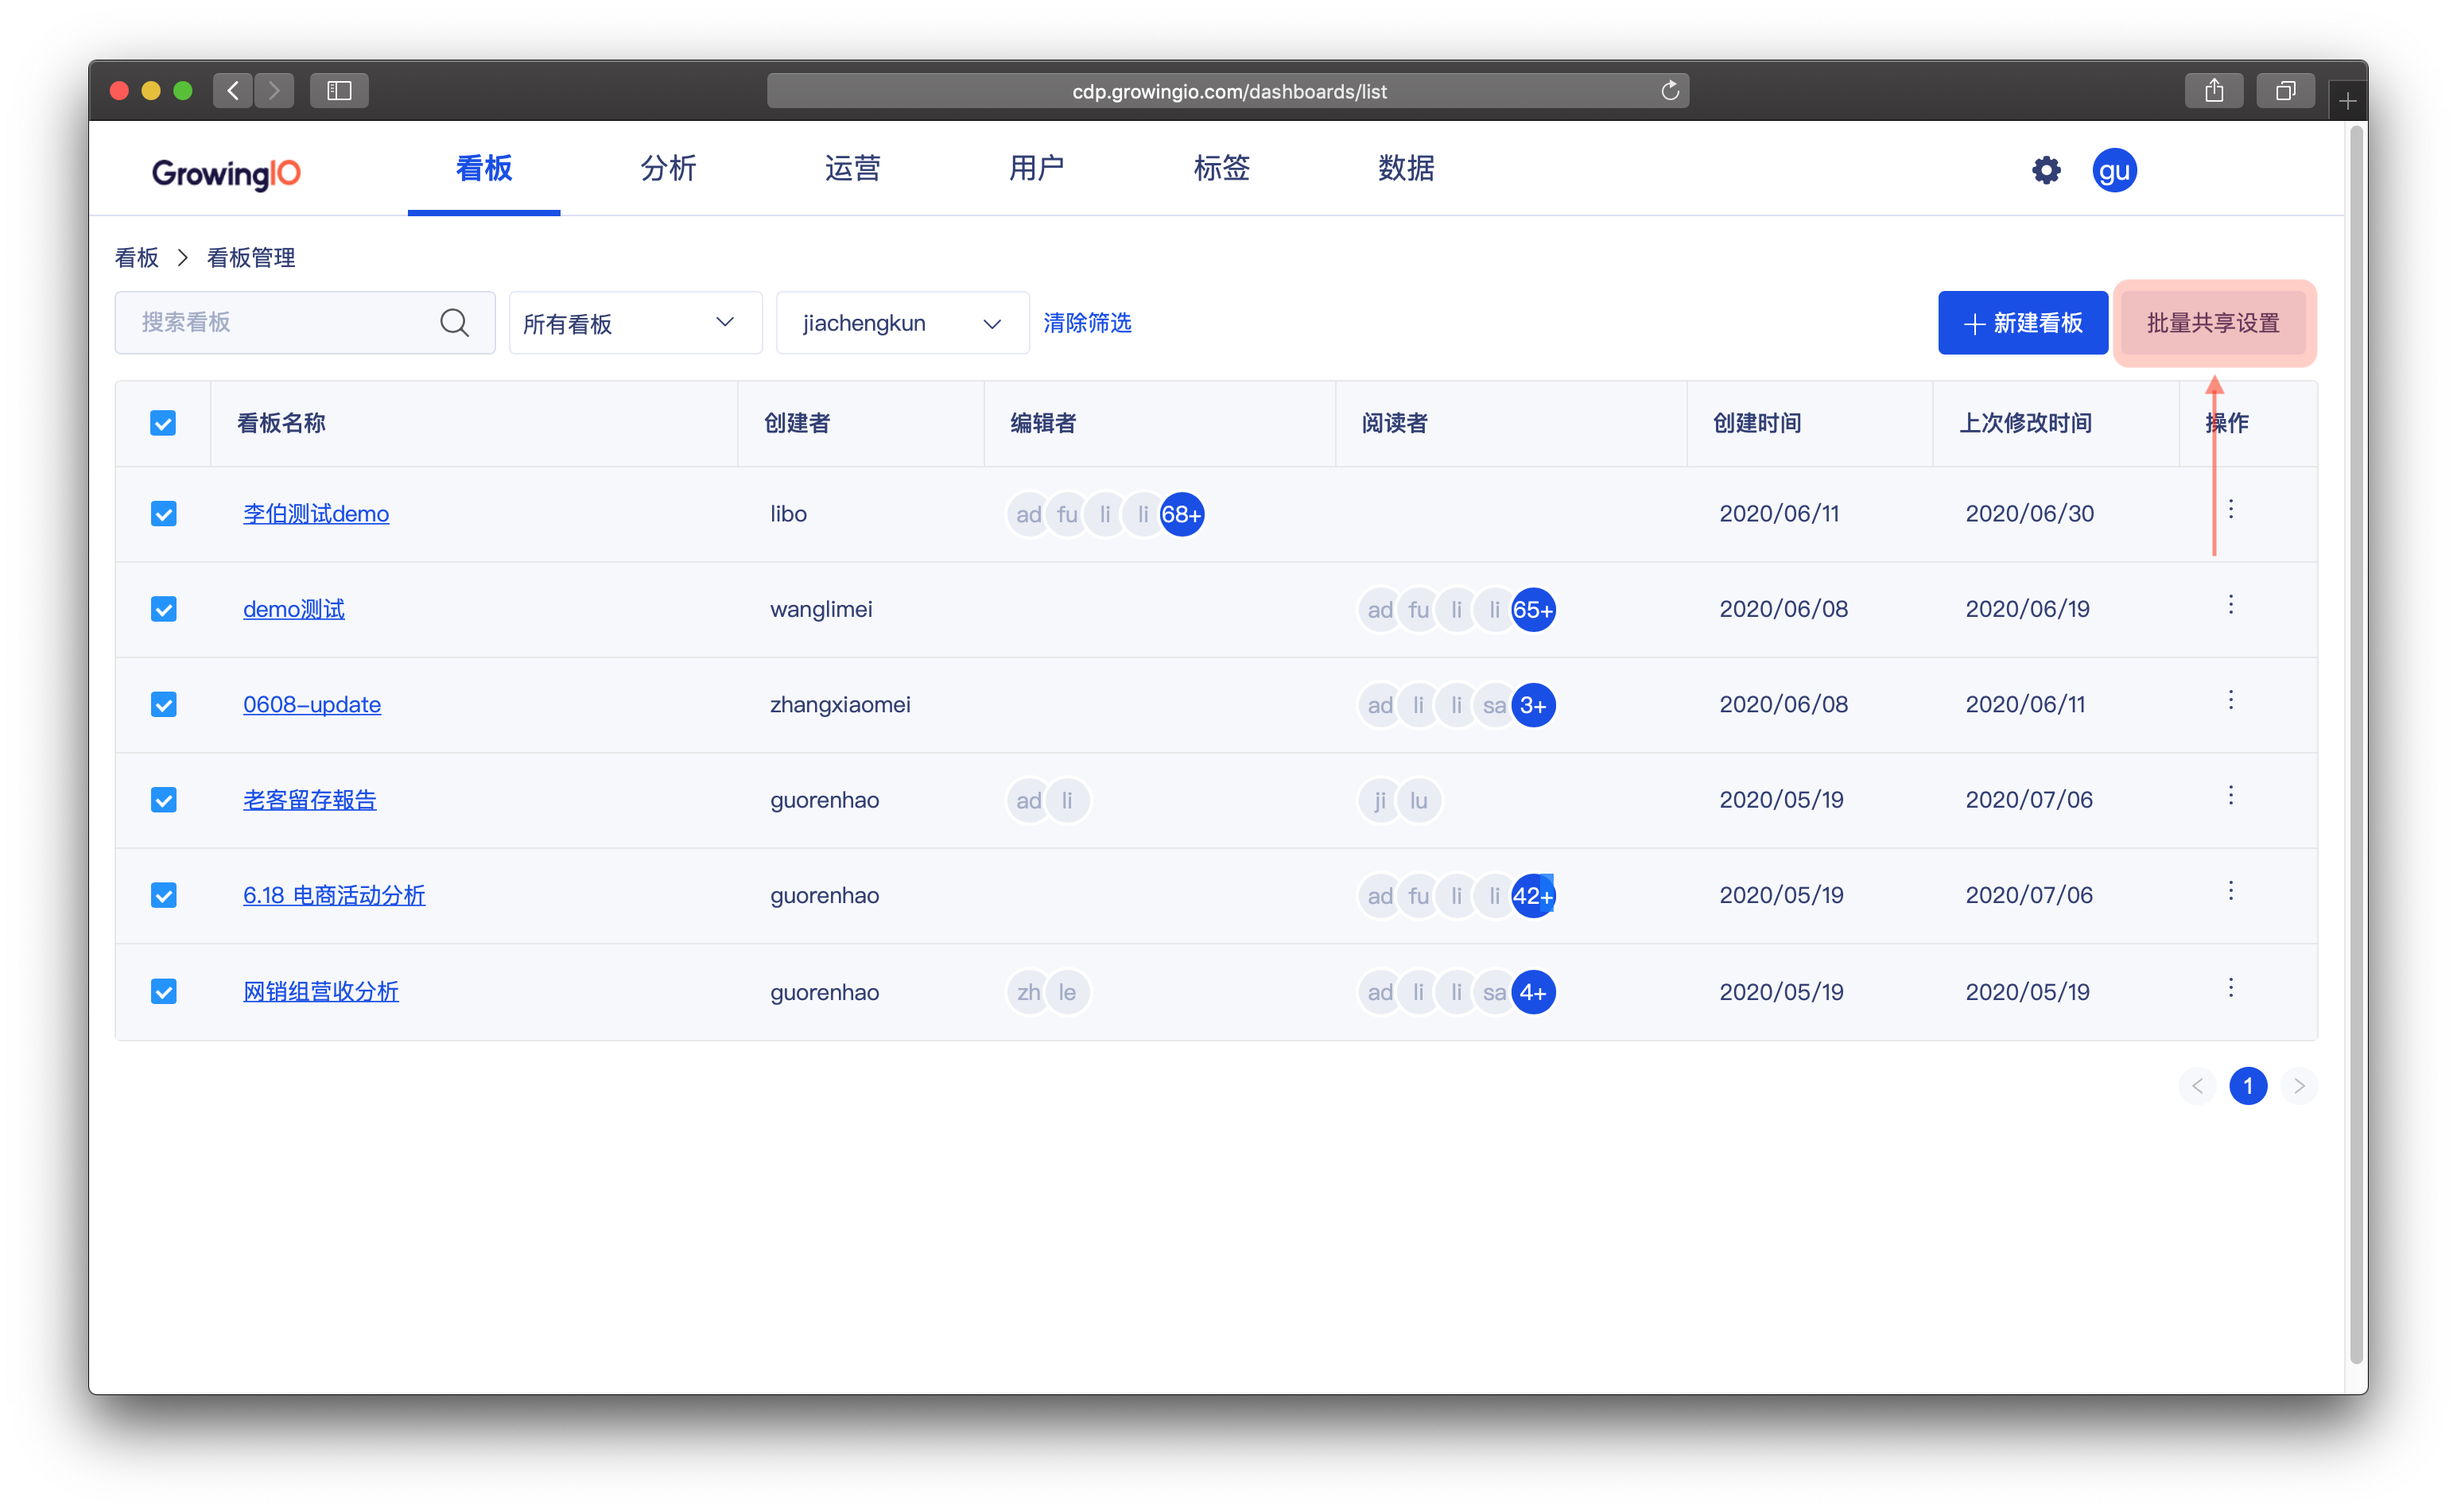 cdp.growingio.com/dashboards/list
GrowingIO 看板 分析 运营 用户 标签 数据 gu
看板 > 看板管理
搜索看板 所有看板 jiachengkun 清除筛选 + 新建看板 批量共享设置
看板名称 创建者 编辑者 阅读者 创建时间 上次修改时间 操作
李伯测试demo libo ad fu li li 68+ 2020/06/11 2020/06/30
demo测试 wanglimei ad fu li li 65+ 2020/06/08 2020/06/19
0608-update zhangxiaomei ad li li sa 3+ 2020/06/08 2020/06/11
老客留存報告 guorenhao ad li ji lu 2020/05/19 2020/07/06
6.18 电商活动分析 guorenhao ad fu li li 42+ 2020/05/19 2020/07/06
网销组营收分析 guorenhao zh le ad li li sa 4+ 2020/05/19 2020/05/19
< 1 >